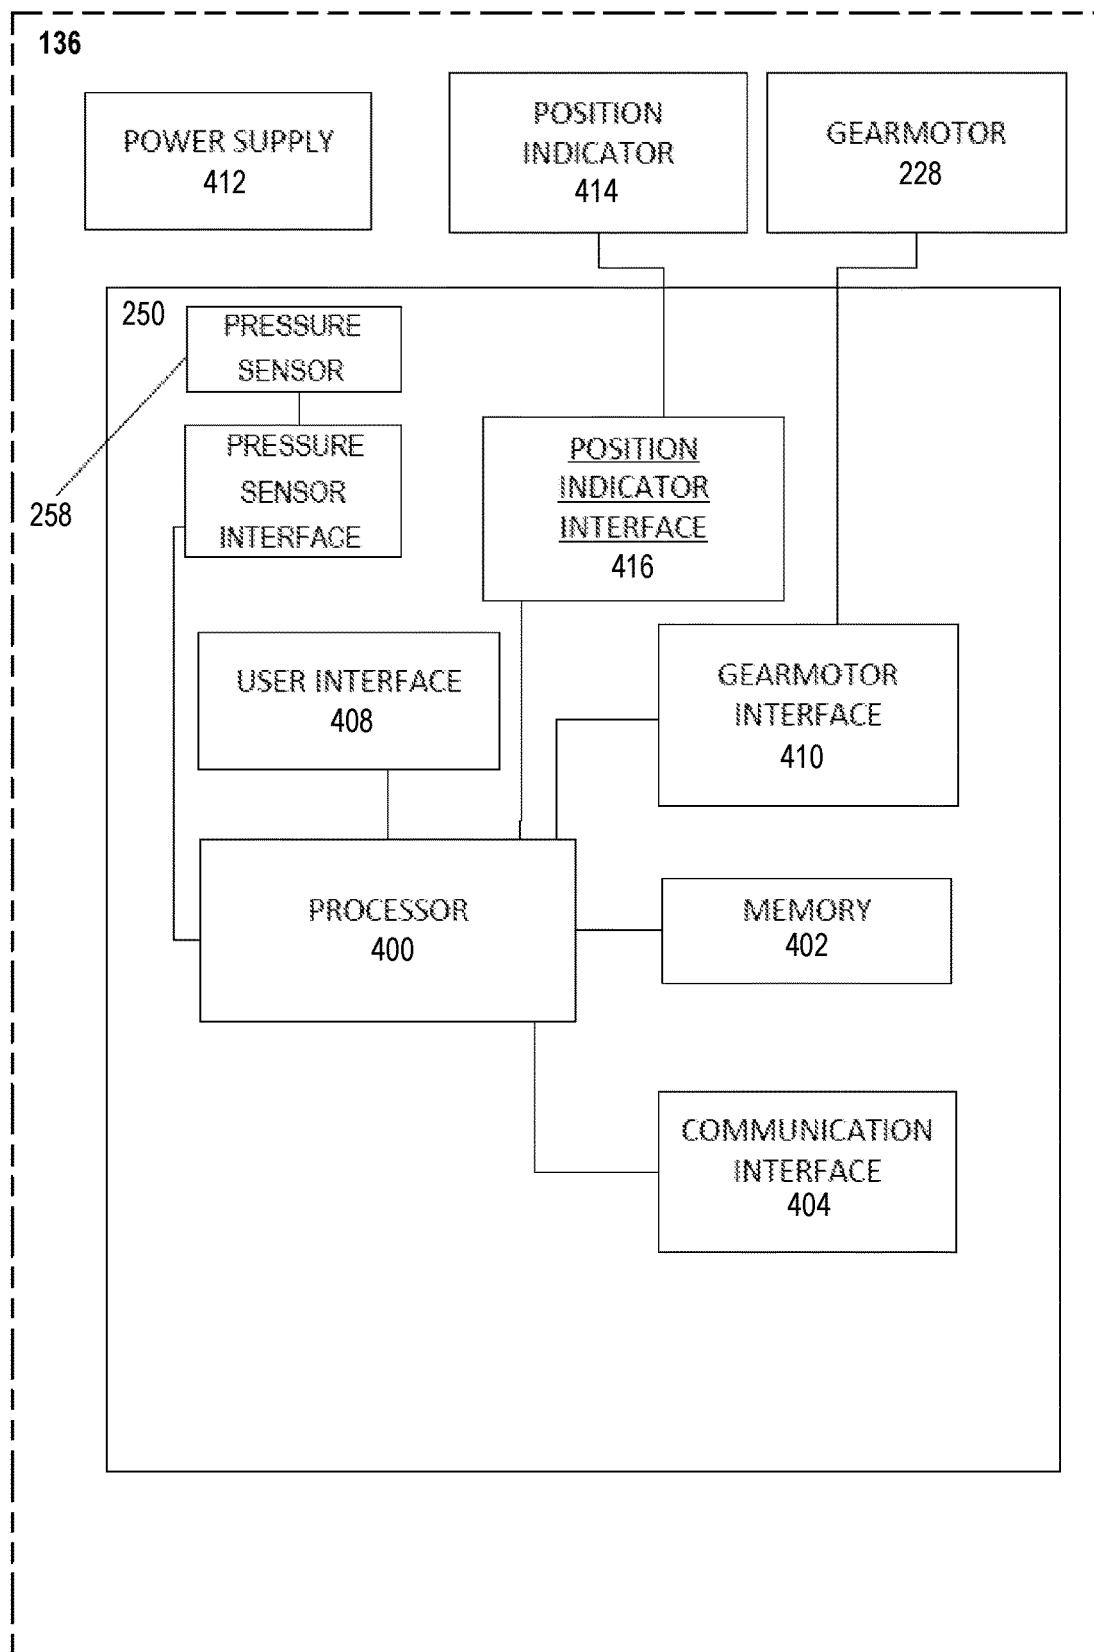 136
POWER SUPPLY
412
POSITION
INDICATOR
414
GEARMOTOR
228
250
PRESSURE
SENSOR
PRESSURE
SENSOR
INTERFACE
258
POSITION
INDICATOR
INTERFACE
416
USER INTERFACE
408
GEARMOTOR
INTERFACE
410
PROCESSOR
400
MEMORY
402
COMMUNICATION
INTERFACE
404